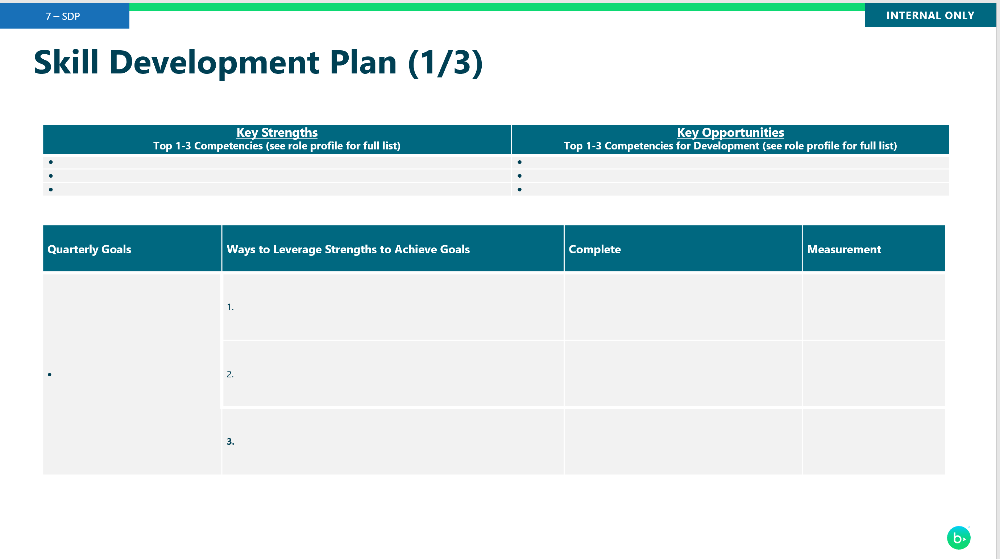 7 – SDP
INTERNAL ONLY
Skill Development Plan (1/3)
Key Strengths
Top 1-3 Competencies (see role profile for full list)
Key Opportunities
Top 1-3 Competencies for Development (see role profile for full list)
•
•
•
•
•
•
Quarterly Goals
Ways to Leverage Strengths to Achieve Goals
Complete
Measurement
•
1.
2.
3.
b